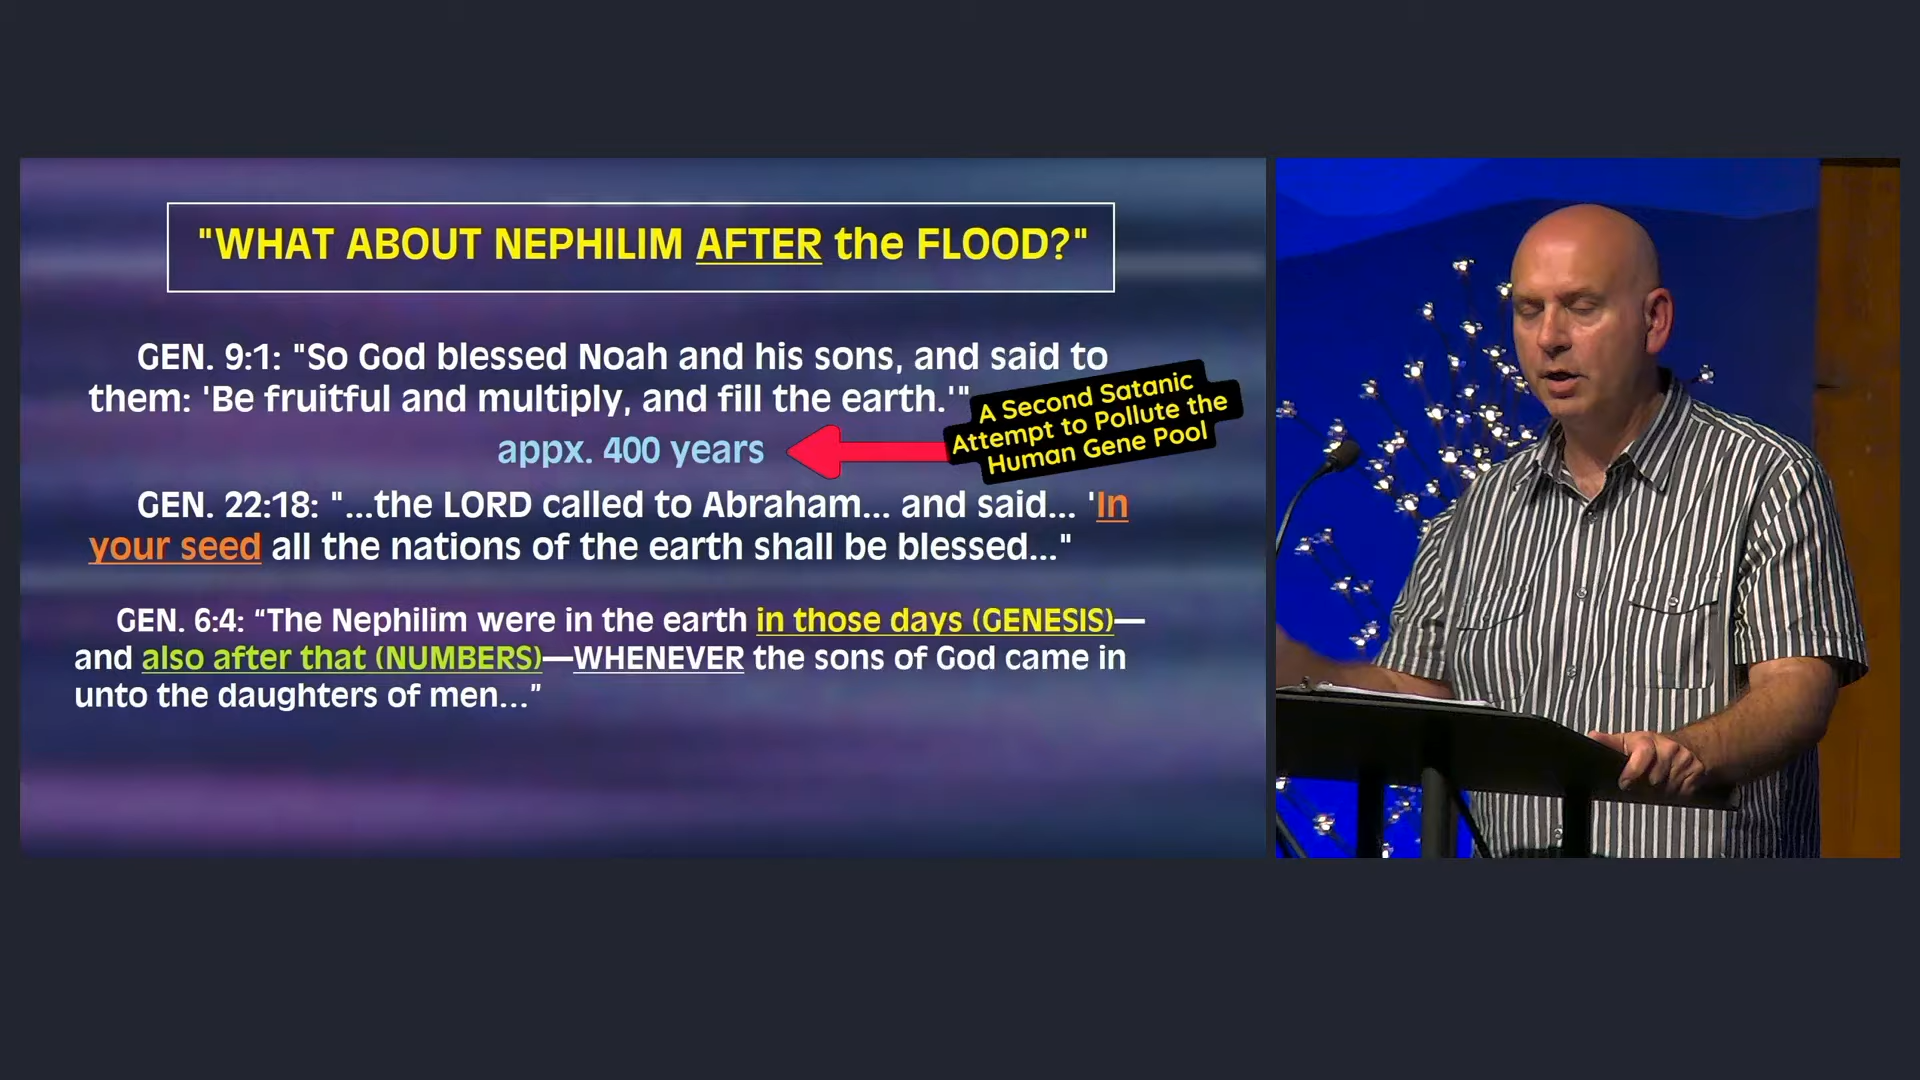 "WHAT ABOUT NEPHILIM AFTER the FLOOD?"
GEN. 9:1: "So God blessed Noah and his sons, and said to
them: 'Be fruitful and multiply, and fill the earth.'"
A Second Satanic
Attempt to Pollute the
Human Gene Pool
appx. 400 years
GEN. 22:18: "...the LORD called to Abraham... and said... 'In
your seed all the nations of the earth shall be blessed..."
GEN. 6:4: “The Nephilim were in the earth in those days (GENESIS)—
and also after that (NUMBERS)—WHENEVER the sons of God came in
unto the daughters of men...”